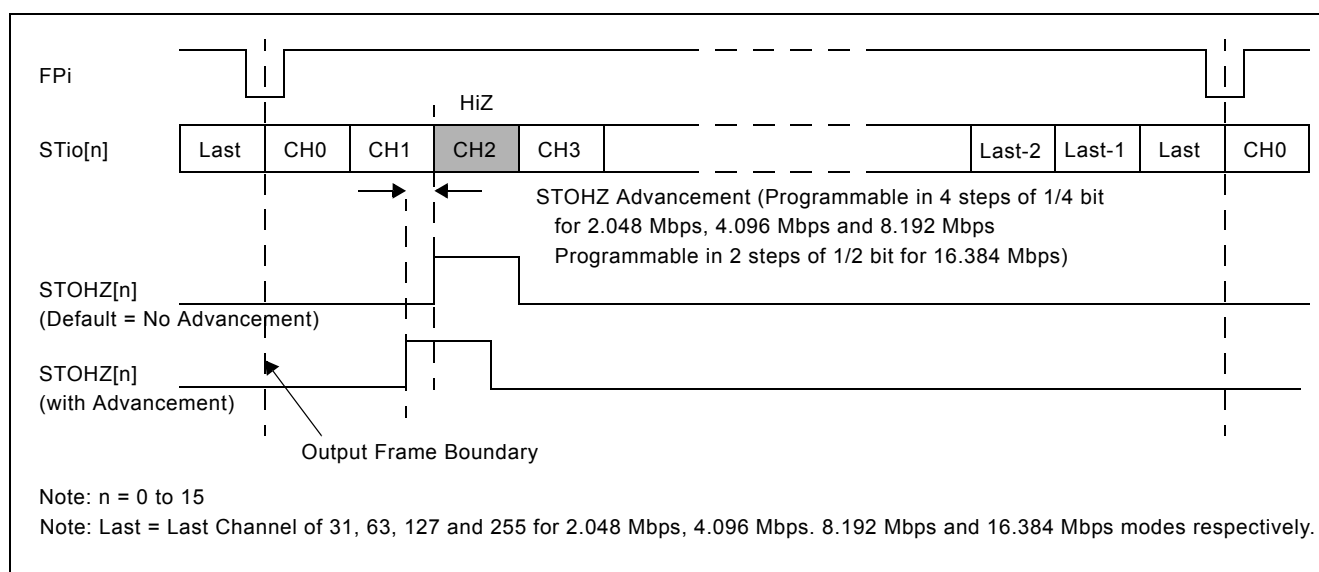 FPi
HiZ
STio[n]
Last CH0 CH1 CH2 CH3 Last-2 Last-1 Last CH0
STOHZ Advancement (Programmable in 4 steps of 1/4 bit
for 2.048 Mbps, 4.096 Mbps and 8.192 Mbps
Programmable in 2 steps of 1/2 bit for 16.384 Mbps)
STOHZ[n]
(Default = No Advancement)
STOHZ[n]
(with Advancement)
Output Frame Boundary
Note: n = 0 to 15
Note: Last = Last Channel of 31, 63, 127 and 255 for 2.048 Mbps, 4.096 Mbps. 8.192 Mbps and 16.384 Mbps modes respectively.